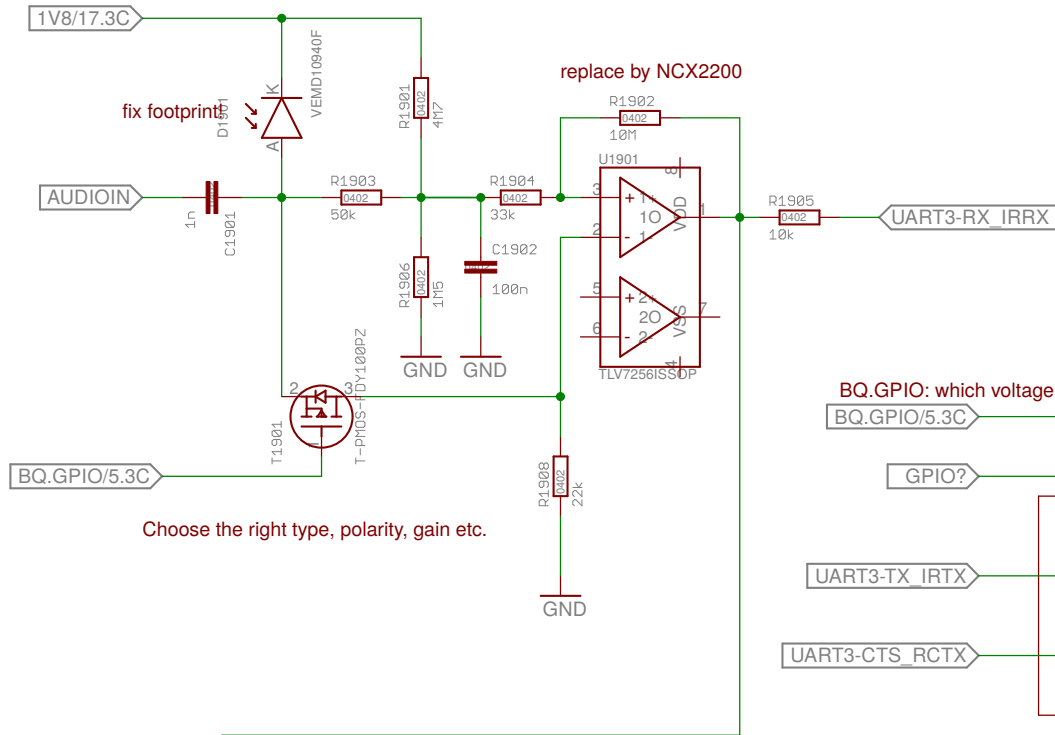 1V8/17.3C
K
VEMD10940F
fix footprint!
D1901
A
R1901
0402
4M7
replace by NCX2200
R1902
0402
10M
AUDIOIN
1n
C1901
R1903
0402
50k
R1904
0402
33k
U1901
8
3
+ 1+
1O
VDD
1
2
- 1-
R1905
0402
10k
UART3-RX_IRRX
R1906
0402
1M5
C1902
0402
100n
5
+ 2+
2O
VSS
7
6
- 2-
4
TLV7256ISSOP
GND
GND
2
3
1
T1901
T-PMOS-FDY100PZ
BQ.GPIO: which voltage
BQ.GPIO/5.3C
BQ.GPIO/5.3C
GPIO?
R1908
0402
22k
Choose the right type, polarity, gain etc.
UART3-TX_IRTX
GND
UART3-CTS_RCTX